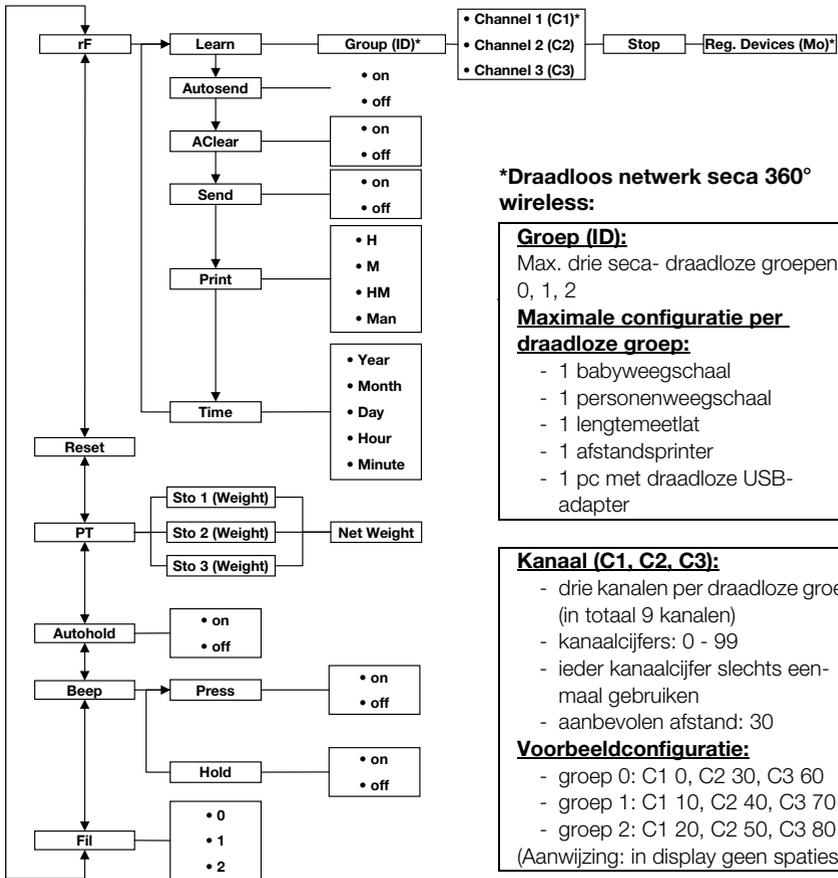 rF
Learn
Group (ID)*
• Channel 1 (C1)*
• Channel 2 (C2)
• Channel 3 (C3)
Stop
Reg. Devices (Mo)*
Autosend
• on
• off
AClear
• on
• off
Send
• on
• off
Print
• H
• M
• HM
• Man
Time
• Year
• Month
• Day
• Hour
• Minute
Reset
PT
Sto 1 (Weight)
Sto 2 (Weight)
Sto 3 (Weight)
Net Weight
Autohold
• on
• off
Beep
Press
• on
• off
Hold
• on
• off
Fil
• 0
• 1
• 2
*Draadloos netwerk seca 360°
wireless:
Groep (ID):
Max. drie seca- draadloze groepen
0, 1, 2
Maximale configuratie per
draadloze groep:
- 1 babyweegschaal
- 1 personenweegschaal
- 1 lengtemeetlat
- 1 afstandsprinter
- 1 pc met draadloze USB-
adapter
Kanaal (C1, C2, C3):
- drie kanalen per draadloze groe
(in totaal 9 kanalen)
- kanaalcijfers: 0 - 99
- ieder kanaalcijfer slechts een-
maal gebruiken
- aanbevolen afstand: 30
Voorbeeldconfiguratie:
- groep 0: C1 0, C2 30, C3 60
- groep 1: C1 10, C2 40, C3 70
- groep 2: C1 20, C2 50, C3 80
(Aanwijzing: in display geen spaties